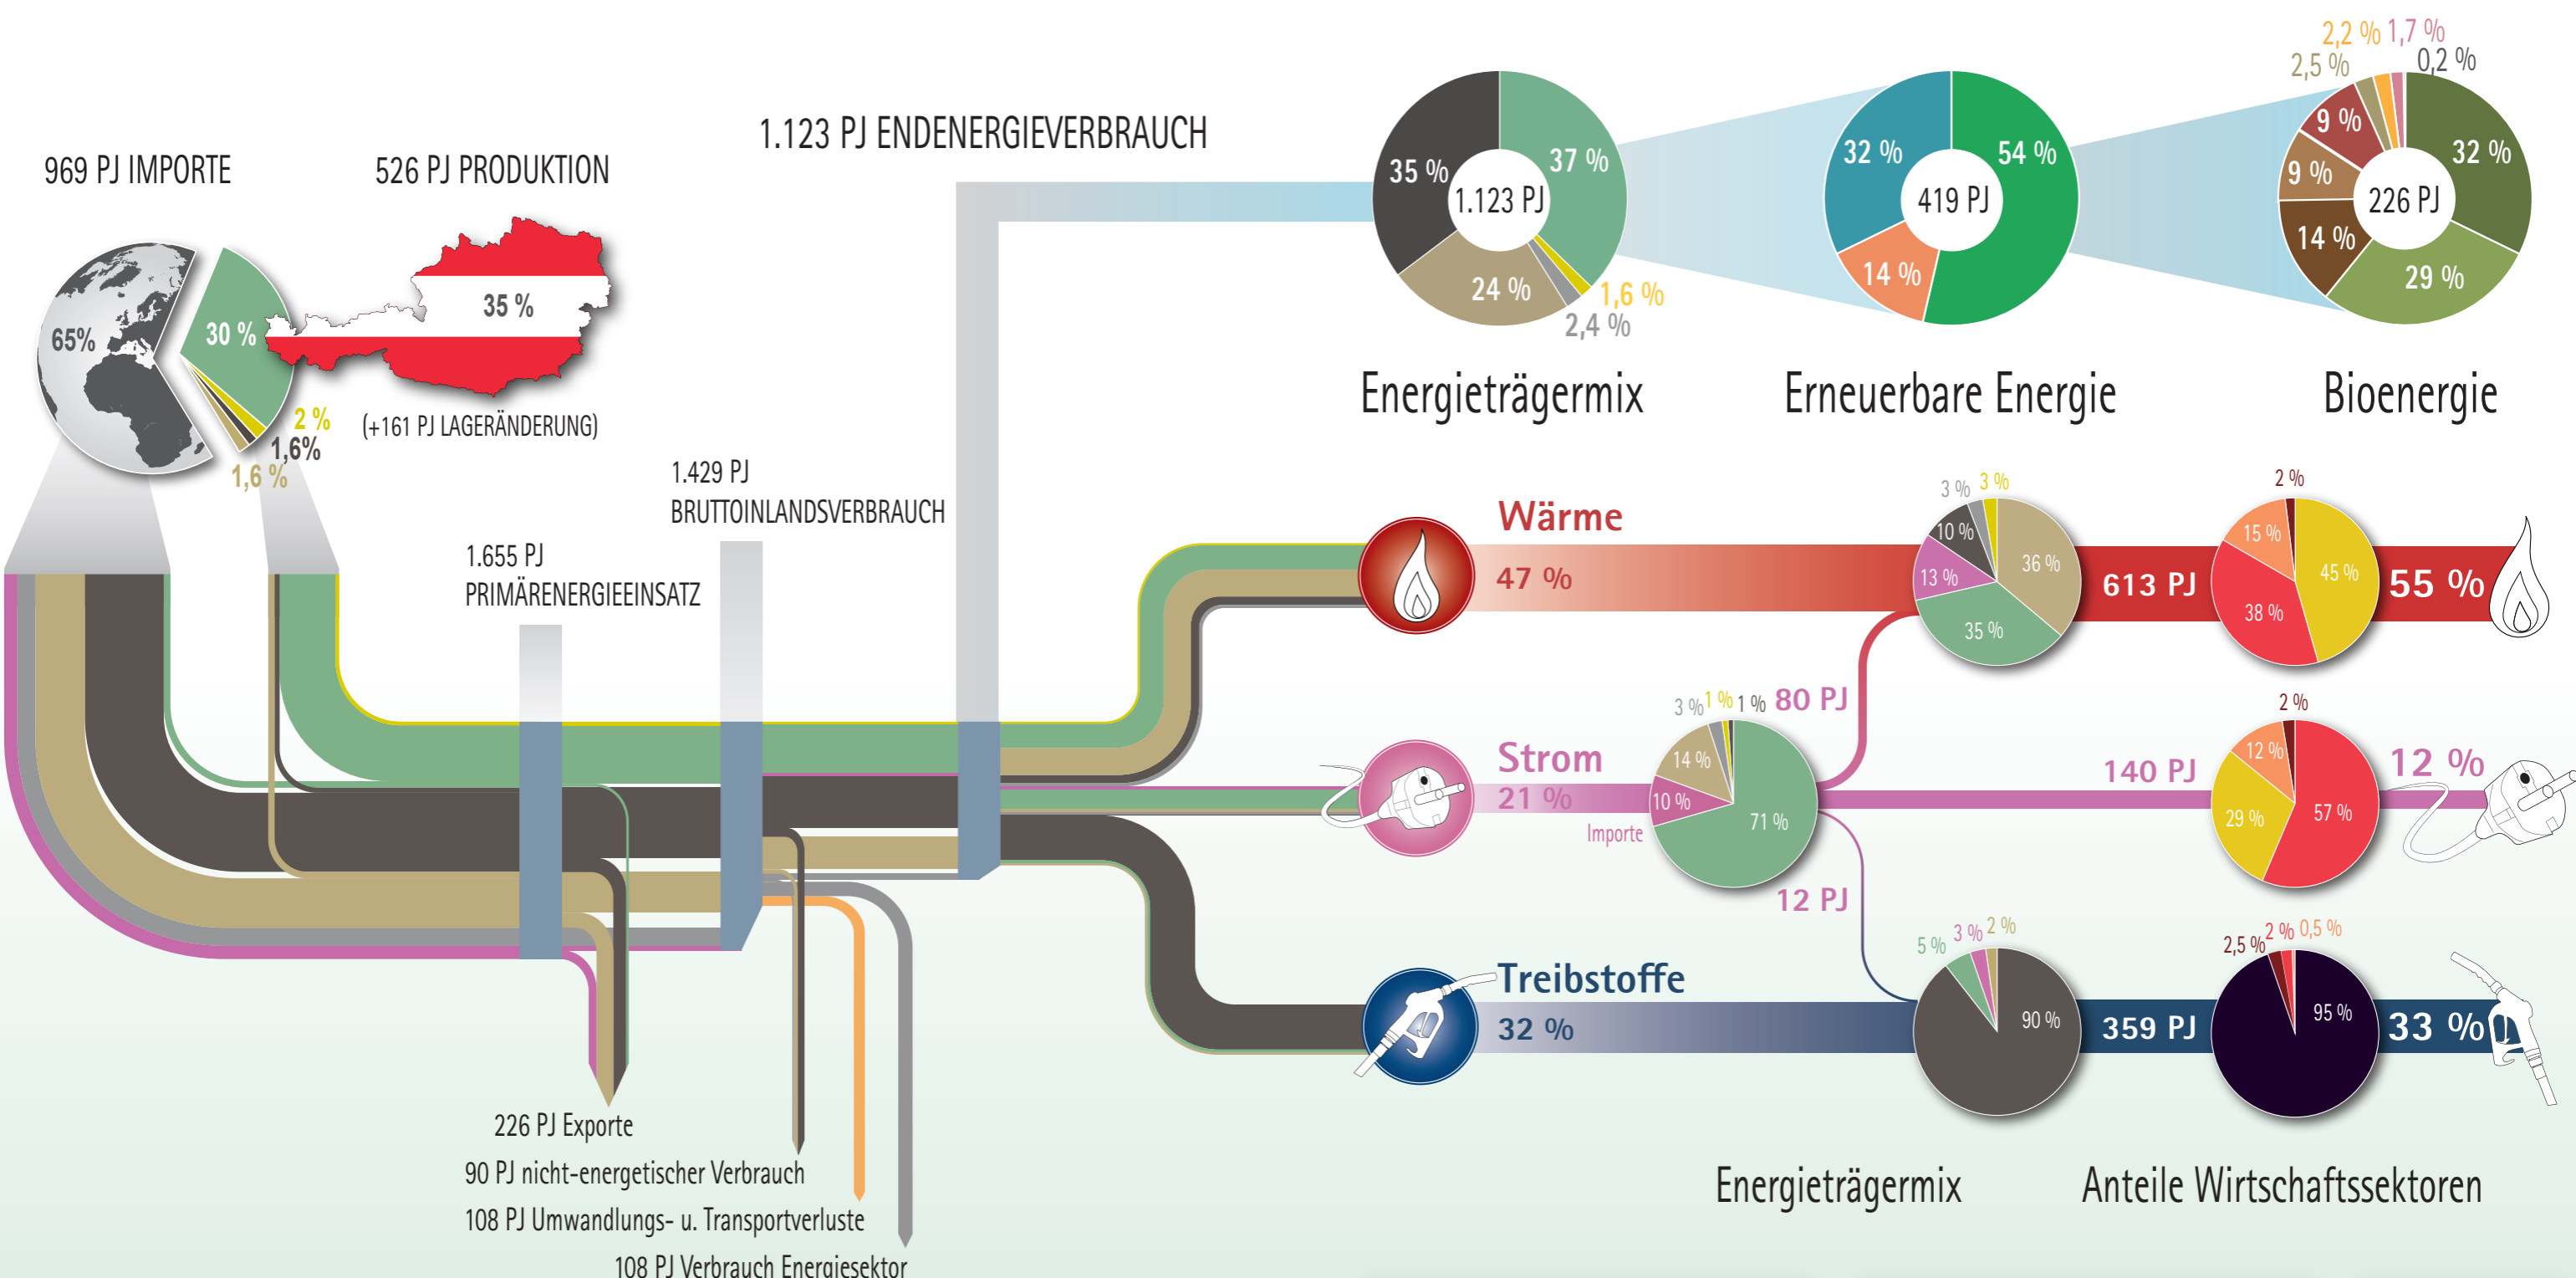 969 PJ IMPORTE
526 PJ PRODUKTION
1.123 PJ ENDENERGIEVERBRAUCH
65%
30 %
35 %
2 %
1,6%
1,6 %
(+161 PJ LAGERÄNDERUNG)
1.655 PJ
PRIMÄRENERGIEEINSATZ
1.429 PJ
BRUTTOINLANDSVERBRAUCH
35 %
37 %
1.123 PJ
24 %
1,6 %
2,4 %
Energieträgermix
32 %
54 %
419 PJ
14 %
Erneuerbare Energie
2,2 %
1,7 %
2,5 %
0,2 %
9 %
32 %
9 %
226 PJ
14 %
29 %
Bioenergie
Wärme
47 %
3 %
3 %
10 %
36 %
13 %
35 %
613 PJ
2 %
15 %
45 %
38 %
55 %
Strom
21 %
Importe
3 %
1 %
1 %
14 %
10 %
71 %
80 PJ
12 PJ
140 PJ
2 %
12 %
29 %
57 %
12 %
Treibstoffe
32 %
5 %
3 %
2 %
90 %
359 PJ
2,5 %
2 %
0,5 %
95 %
33 %
226 PJ Exporte
90 PJ nicht-energetischer Verbrauch
108 PJ Umwandlungs- u. Transportverluste
108 PJ Verbrauch Energiesektor
Energieträgermix
Anteile Wirtschaftssektoren